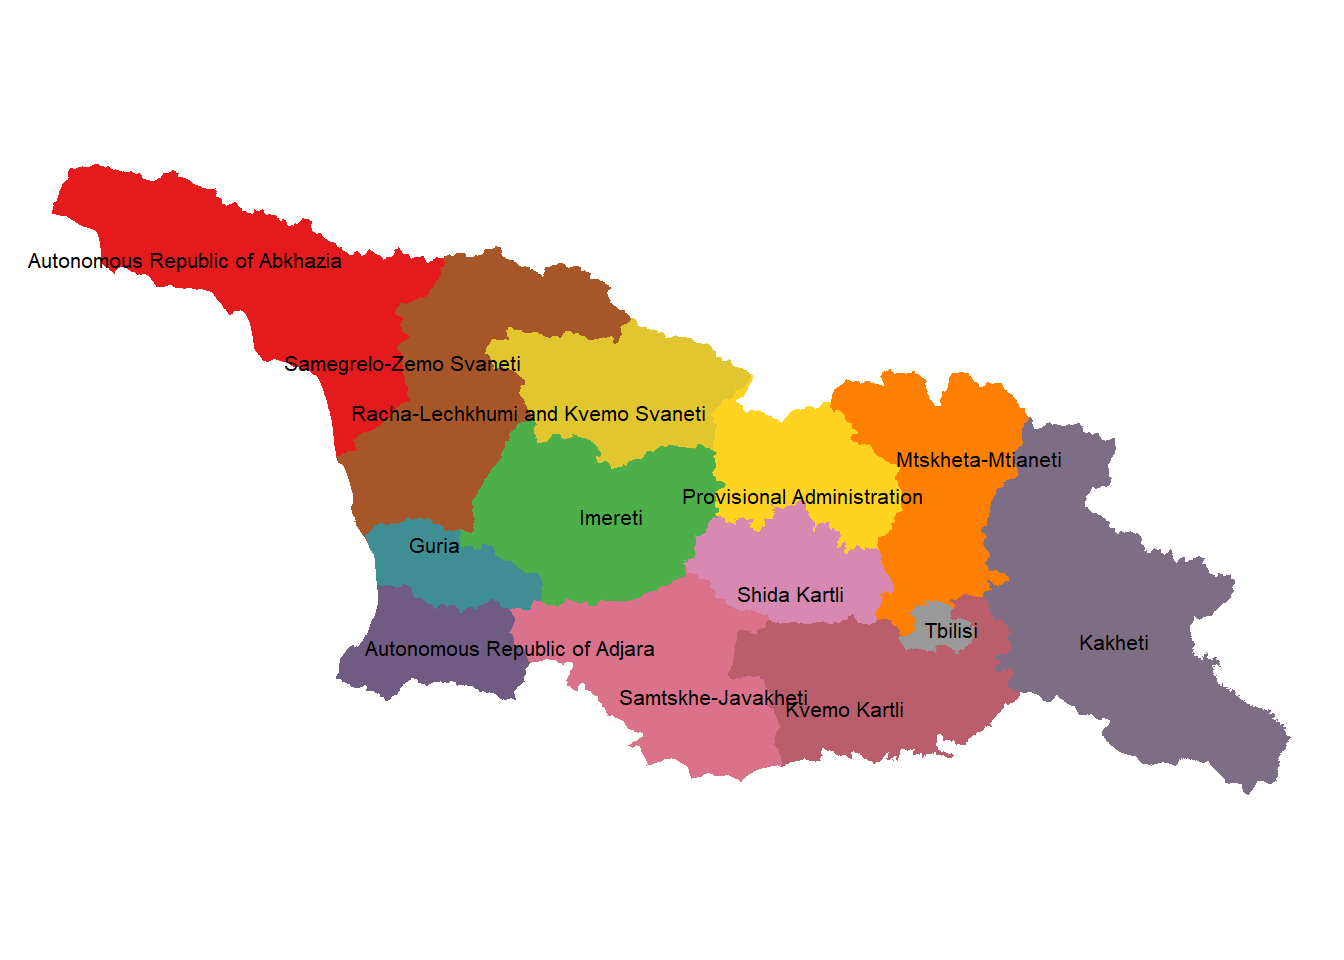 Autonomous Republic of Abkhazia
Samegrelo-Zemo Svaneti
Racha-Lechkhumi and Kvemo Svaneti
Mtskheta-Mtianeti
Provisional Administration
Imereti
Guria
Shida Kartli
Tbilisi
Kakheti
Autonomous Republic of Adjara
Samtskhe-Javakheti
Kvemo Kartli